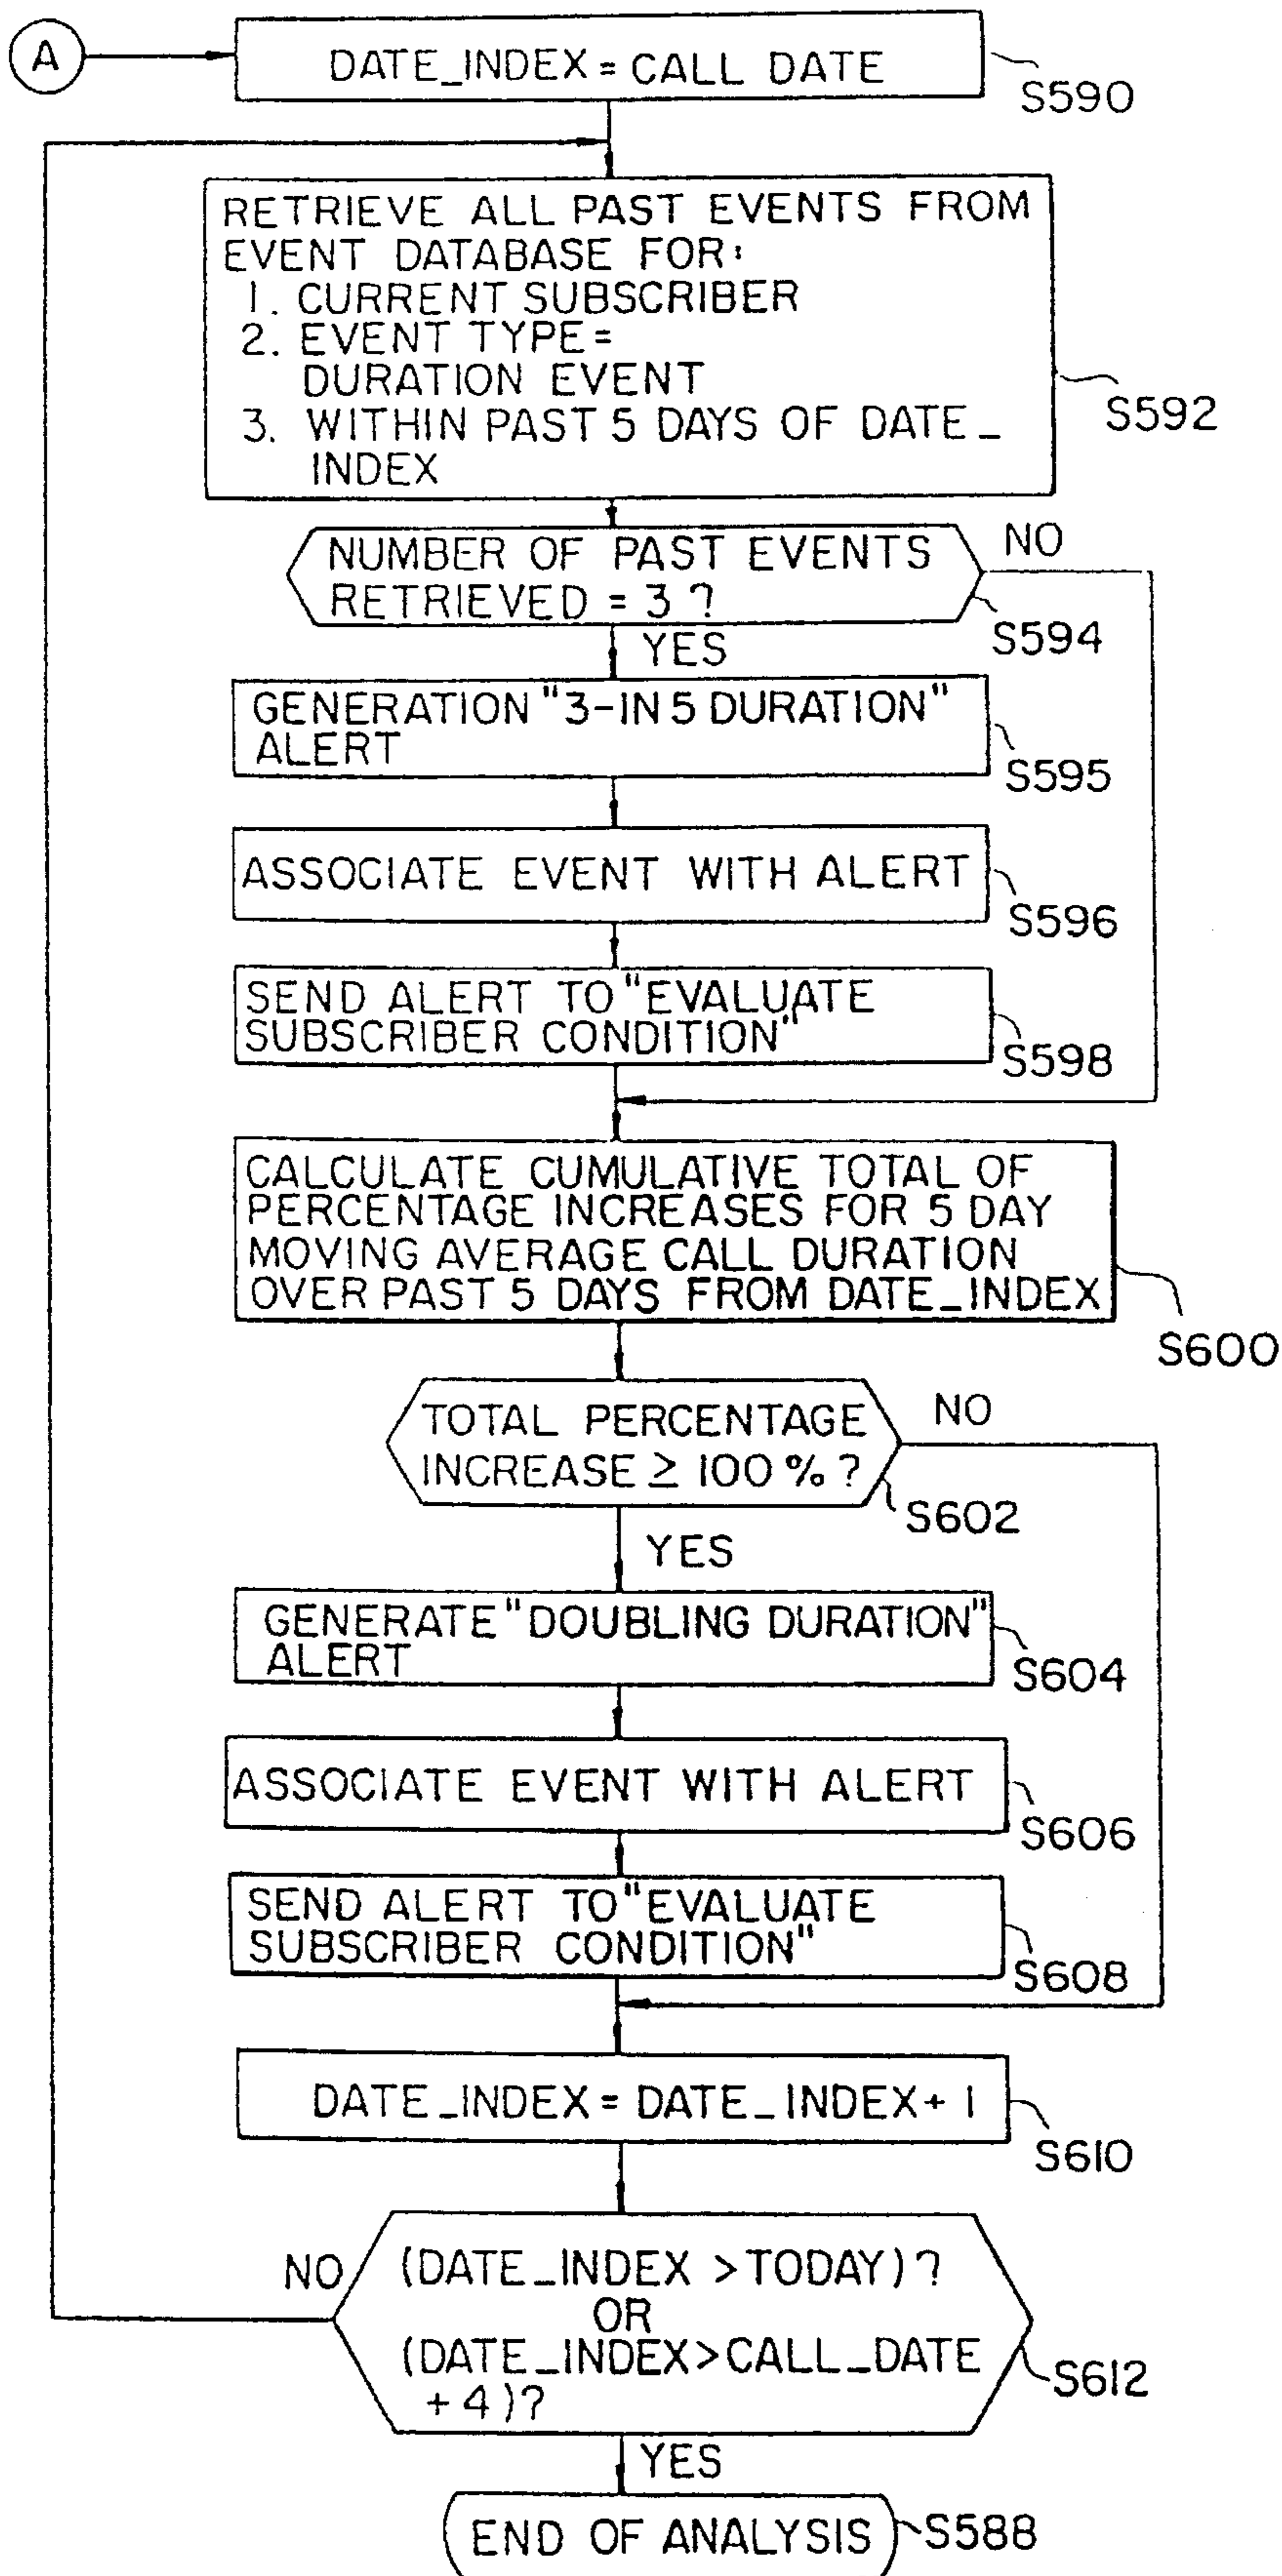 A
DATE_INDEX = CALL DATE
S590
RETRIEVE ALL PAST EVENTS FROM
EVENT DATABASE FOR:
1. CURRENT SUBSCRIBER
2. EVENT TYPE =
DURATION EVENT
3. WITHIN PAST 5 DAYS OF DATE_
INDEX
S592
NUMBER OF PAST EVENTS
RETRIEVED = 3 ?
NO
S594
YES
GENERATION "3-IN 5 DURATION"
ALERT
S595
ASSOCIATE EVENT WITH ALERT
S596
SEND ALERT TO "EVALUATE
SUBSCRIBER CONDITION"
S598
CALCULATE CUMULATIVE TOTAL OF
PERCENTAGE INCREASES FOR 5 DAY
MOVING AVERAGE CALL DURATION
OVER PAST 5 DAYS FROM DATE_INDEX
S600
TOTAL PERCENTAGE
INCREASE ≥ 100 % ?
NO
S602
YES
GENERATE "DOUBLING DURATION"
ALERT
S604
ASSOCIATE EVENT WITH ALERT
S606
SEND ALERT TO "EVALUATE
SUBSCRIBER CONDITION"
S608
DATE_INDEX = DATE_INDEX + 1
S610
NO
(DATE_INDEX > TODAY) ?
OR
(DATE_INDEX > CALL_DATE
+ 4 ) ?
S612
YES
END OF ANALYSIS
S588